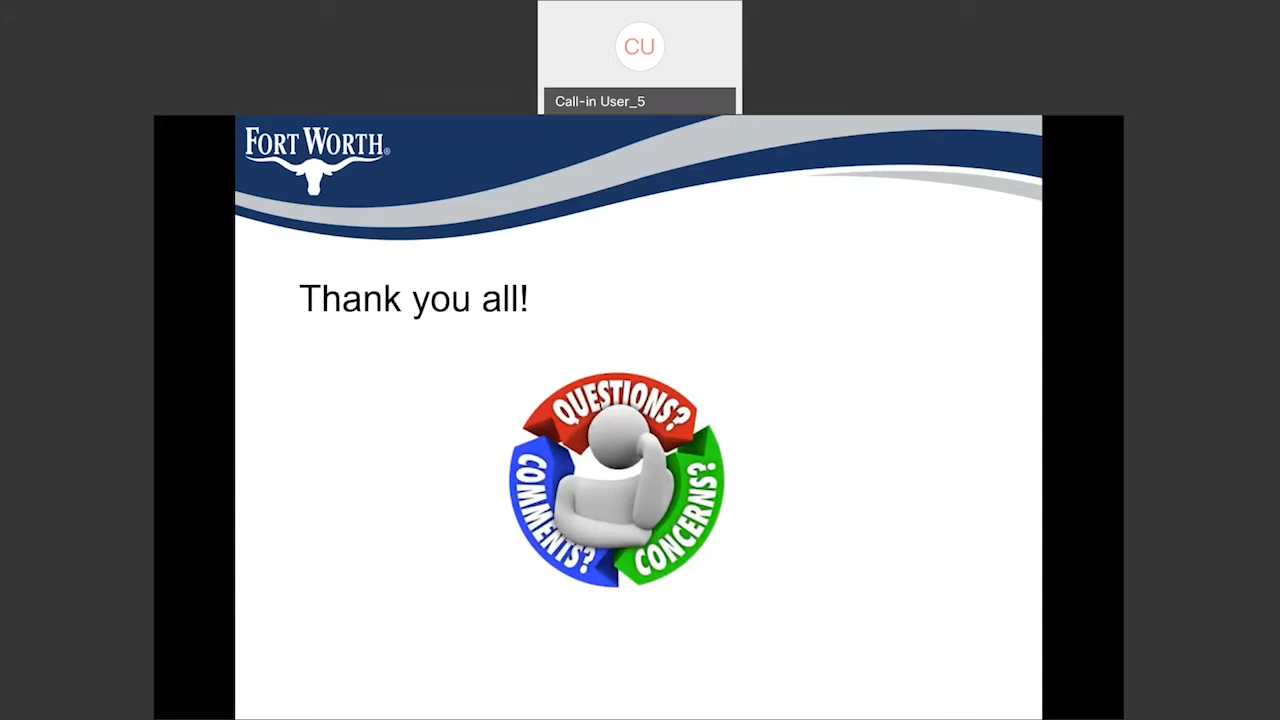 CU
Call-in User_5
FORT WORTH®
Thank you all!
QUESTIONS?
COMMENTS?
CONCERNS?